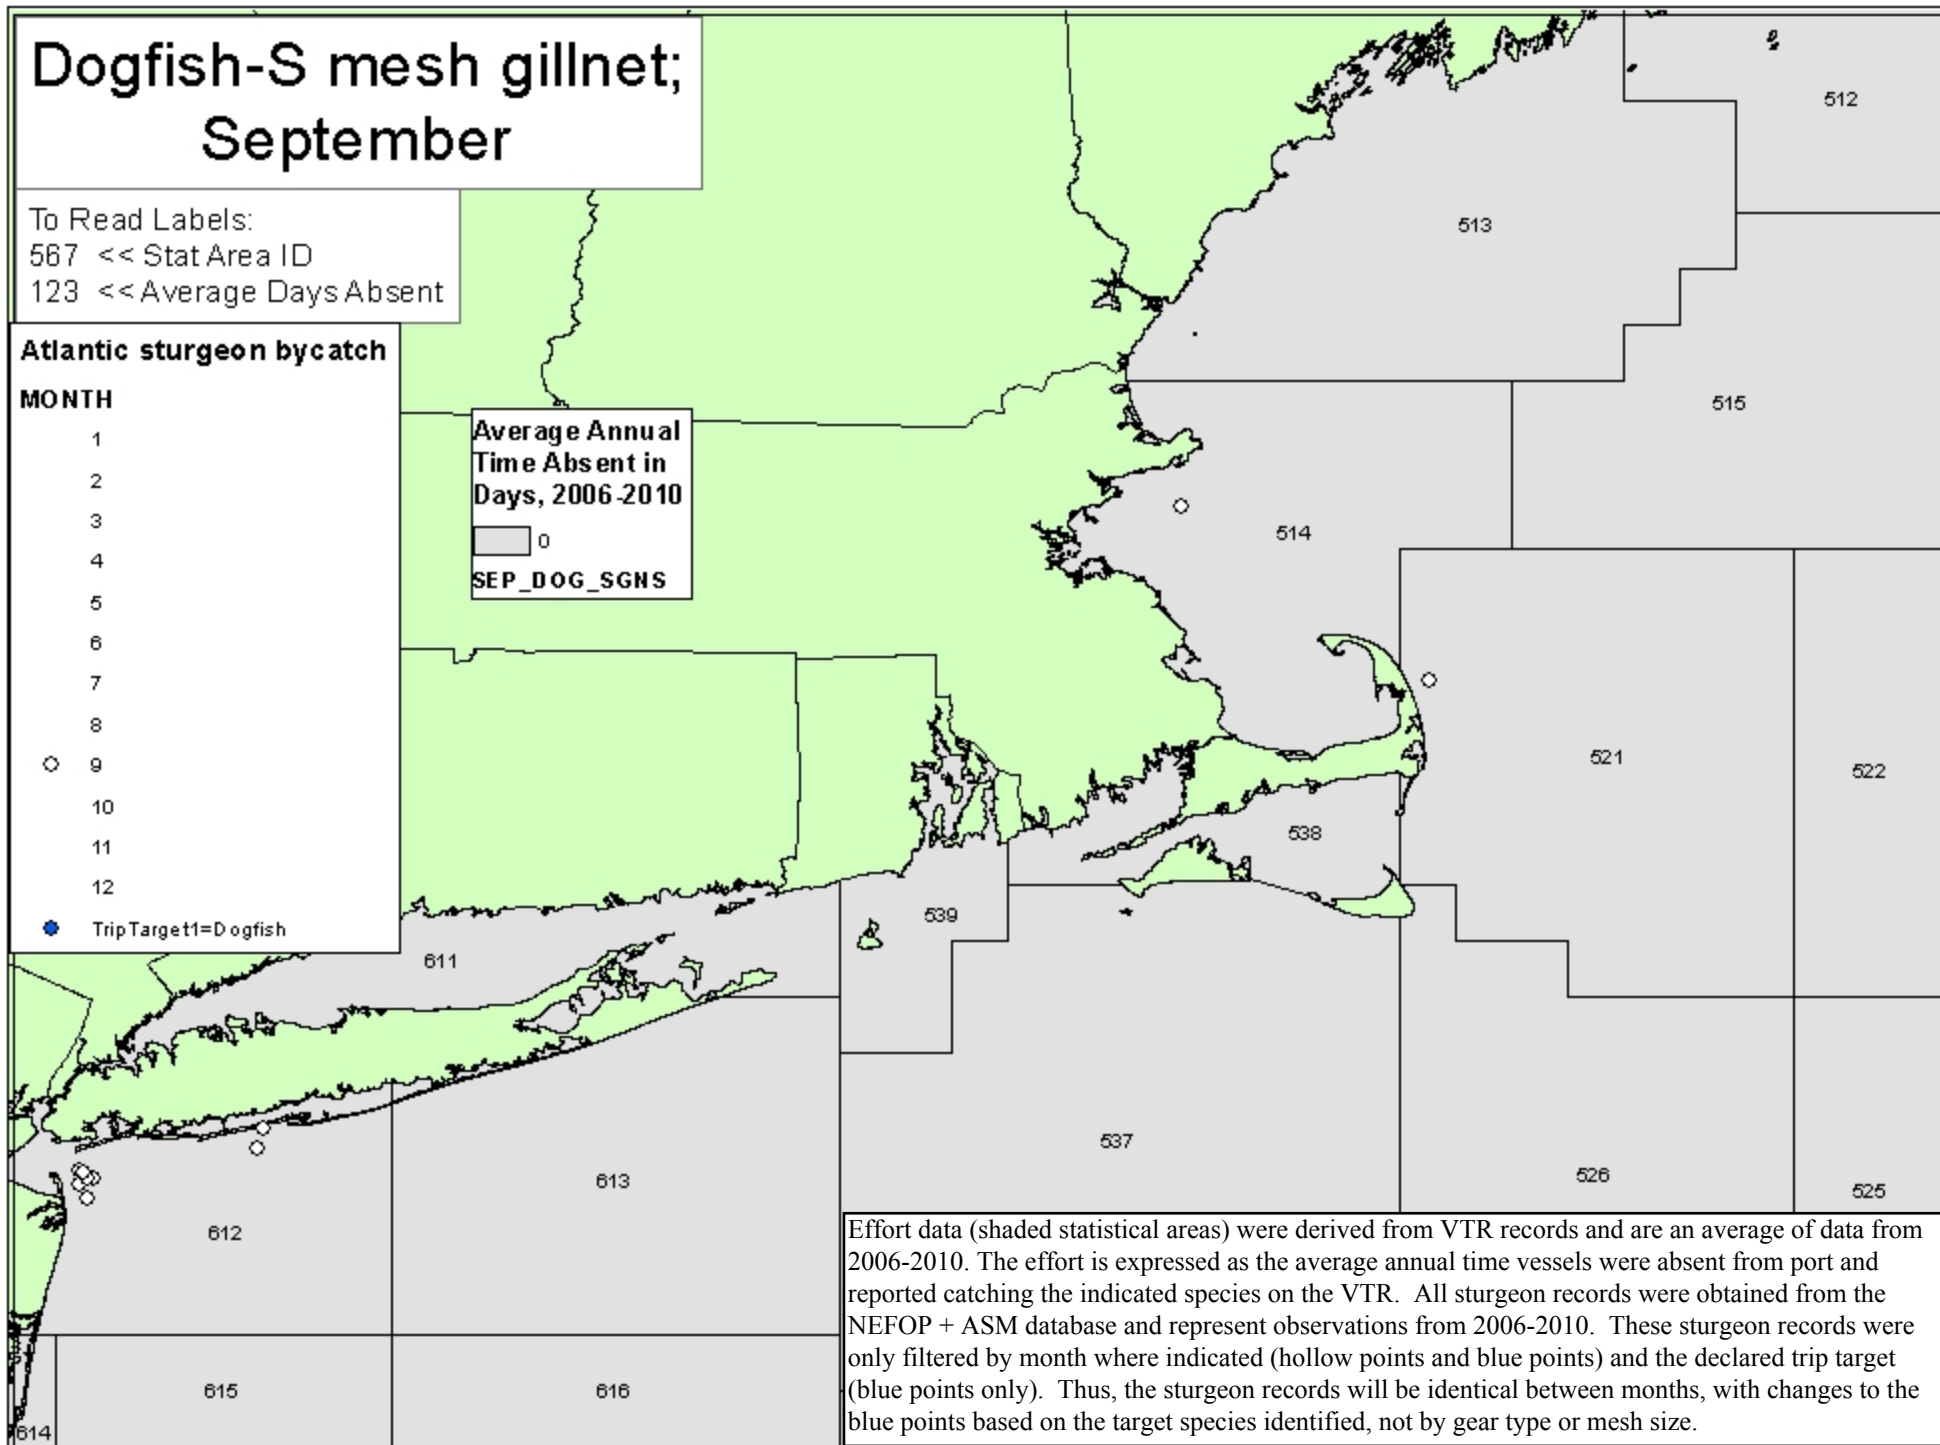 Dogfish-S mesh gillnet;
September
To Read Labels:
567 << Stat Area ID
123 << Average Days Absent
Atlantic sturgeon bycatch
MONTH
1
2
3
4
5
6
7
8
9
10
11
12
TripTarget1=Dogfish
Average Annual
Time Absent in
Days, 2006-2010
0
SEP_DOG_SGNS
512
513
515
514
521
522
538
539
611
537
526
525
613
612
615
616
614
Effort data (shaded statistical areas) were derived from VTR records and are an average of data from
2006-2010. The effort is expressed as the average annual time vessels were absent from port and
reported catching the indicated species on the VTR.  All sturgeon records were obtained from the
NEFOP + ASM database and represent observations from 2006-2010.  These sturgeon records were
only filtered by month where indicated (hollow points and blue points) and the declared trip target
(blue points only).  Thus, the sturgeon records will be identical between months, with changes to the
blue points based on the target species identified, not by gear type or mesh size.